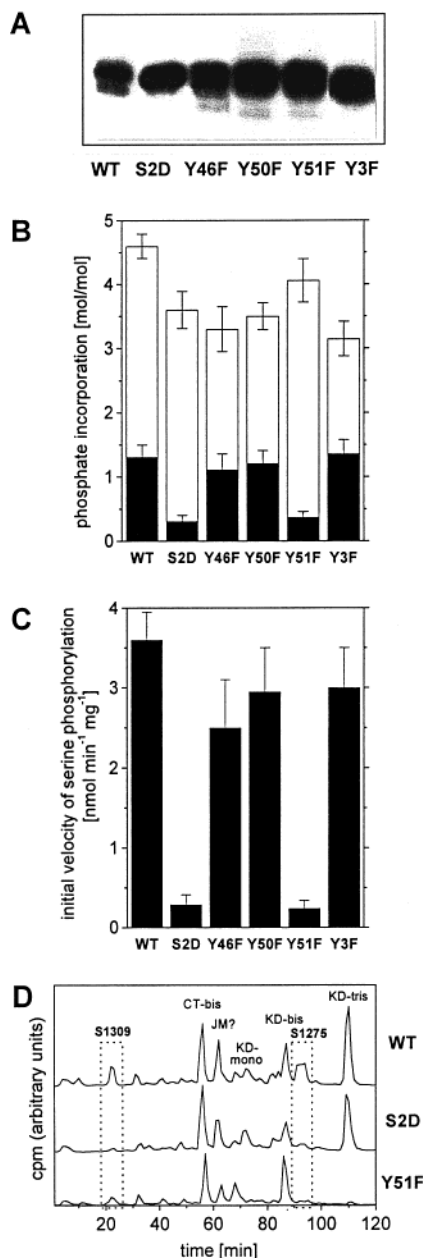 A
WT S2D Y46F Y50F Y51F Y3F
B
phosphate incorporation [mol/mol]
5
4
3
2
1
0
WT S2D Y46F Y50F Y51F Y3F
C
initial velocity of serine phosphorylation
[nmol min⁻¹ mg⁻¹]
4
3
2
1
0
WT S2D Y46F Y50F Y51F Y3F
D
cpm (arbitrary units)
S1309
CT-bis
JM?
KD-
mono
KD-bis
S1275
KD-tris
WT
S2D
Y51F
20 40 60 80 100 120
time [min]